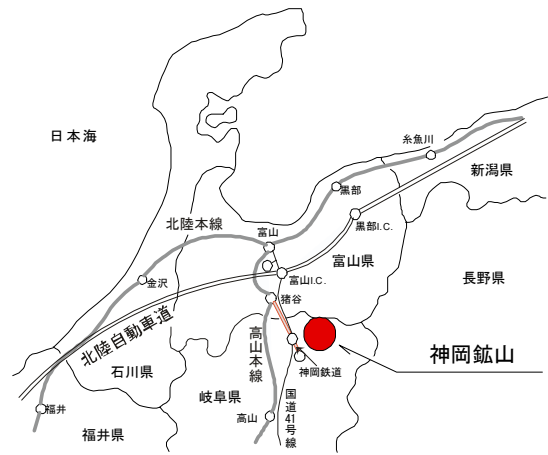 日本海
糸魚川
新潟県
黒部
北陸本線
富山
黒部I.C.
富山県
長野県
金沢
富山I.C.
猪谷
北陸自動車道
高山本線
神岡鉱山
神岡鉄道
石川県
岐阜県
国道41号線
福井
高山
福井県